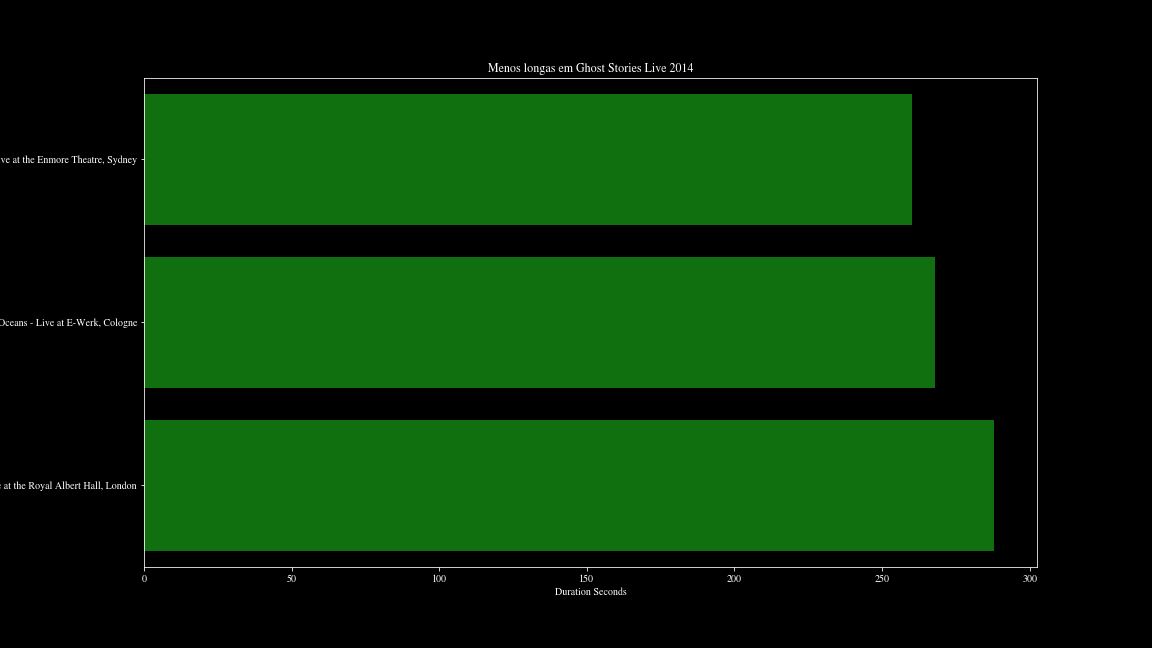 Menos longas em Ghost Stories Live 2014
at the Enmore Theatre, Sydney
Oceans - Live at E-Werk, Cologne
at the Royal Albert Hall, London
0 50 100 150 200 250 300
Duration Seconds